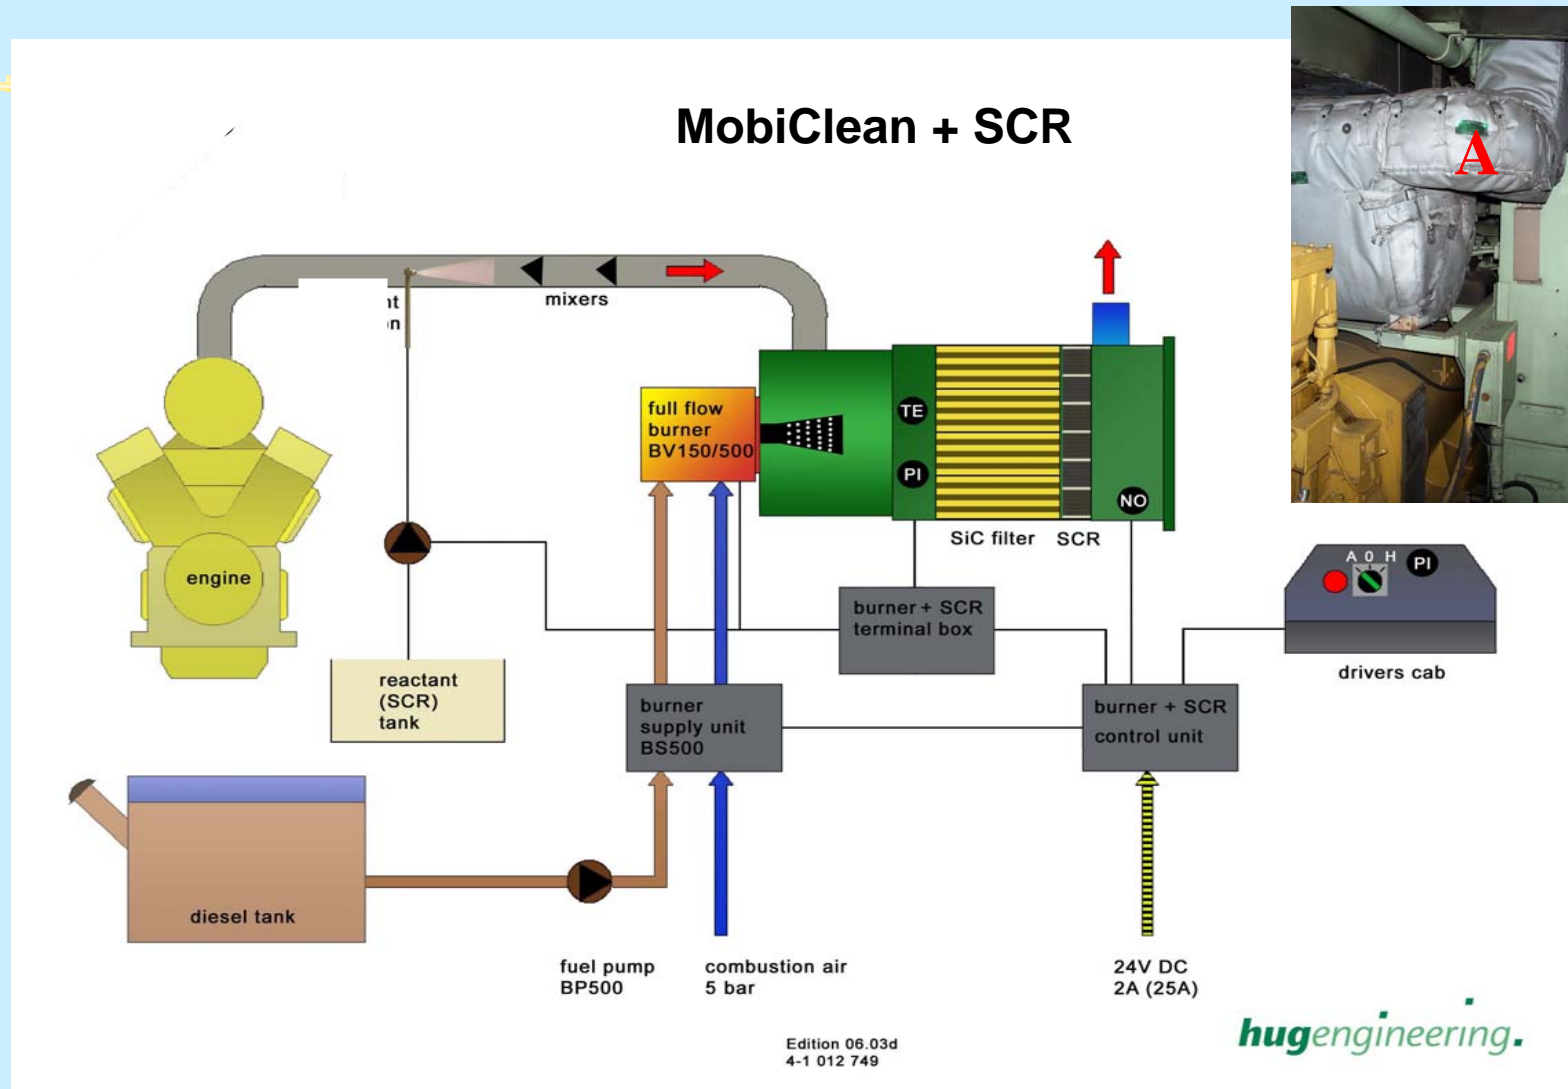 MobiClean + SCR
A
mixers
full flow
burner
BV150/500
TE
PI
NO
SiC filter
SCR
engine
A 0 H
PI
drivers cab
burner + SCR
terminal box
reactant
(SCR)
tank
burner
supply unit
BS500
burner + SCR
control unit
diesel tank
fuel pump
BP500
combustion air
5 bar
24V DC
2A (25A)
Edition 06.03d
4-1 012 749
hugengineering.